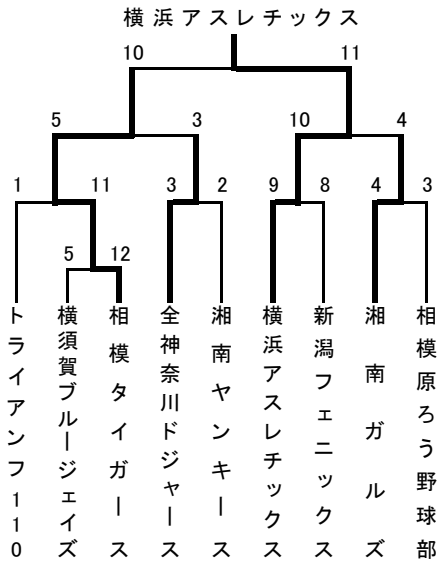 横浜アスレチックス
10 11
5 3 10 4
1 11 3 2 9 8 4 3
5 12
トライアンフ110
横須賀ブルージェイズ
相模タイガース
全神奈川ドジャース
湘南ヤンキース
横浜アスレチックス
新潟フェニックス
湘南ガルズ
相模原ろう野球部